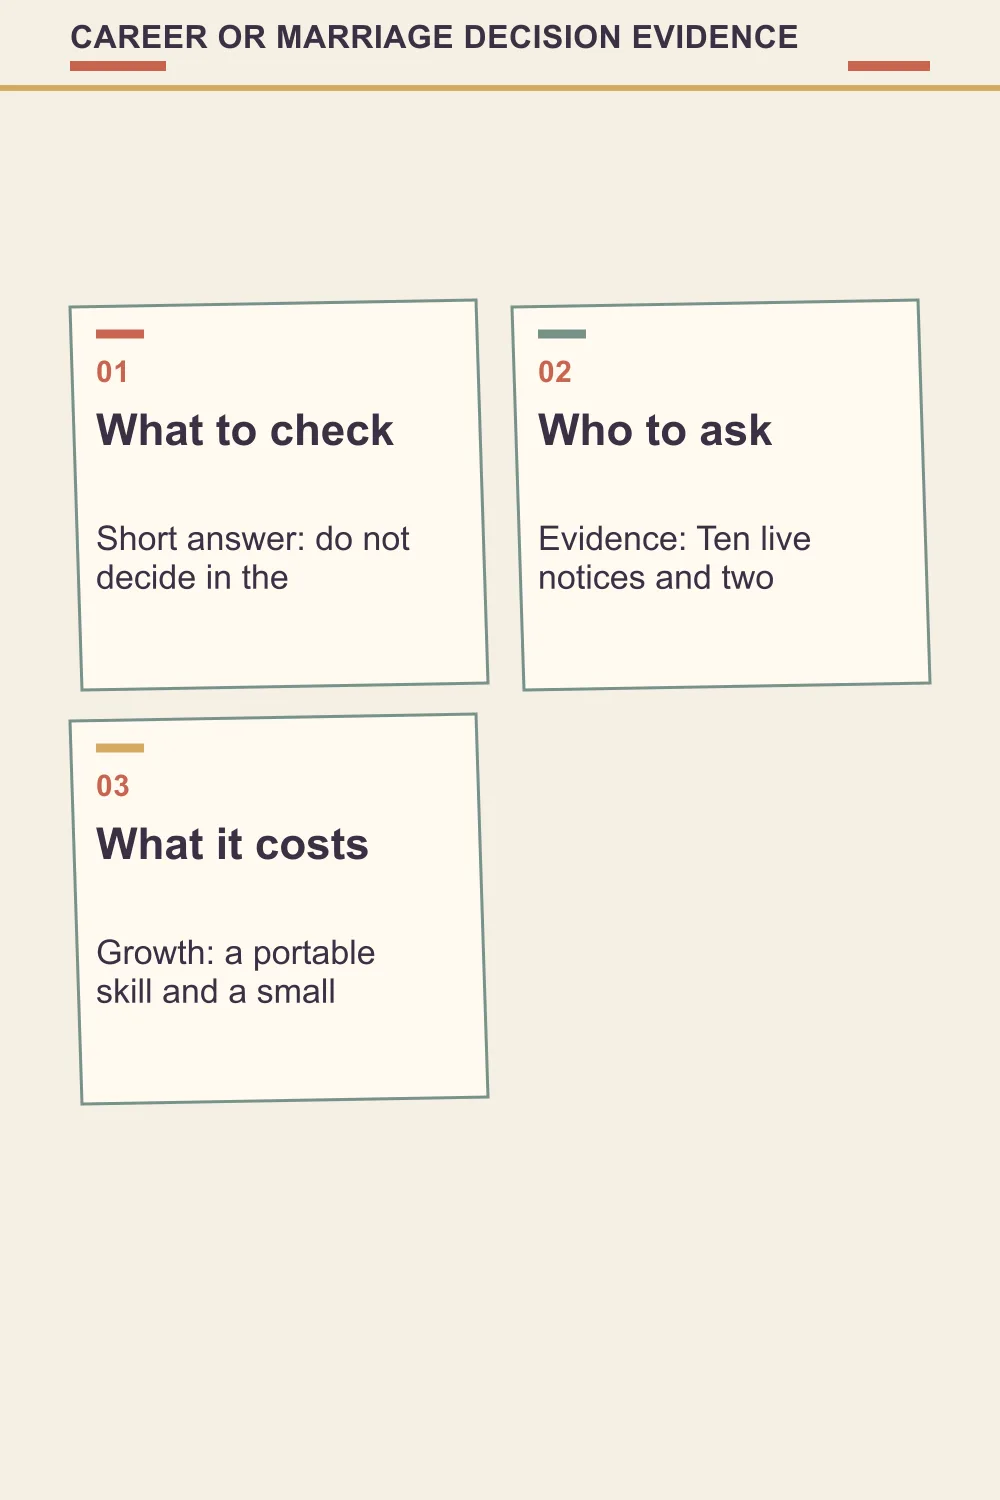 CAREER OR MARRIAGE DECISION EVIDENCE
01
What to check
Short answer: do not
decide in the
02
Who to ask
Evidence: Ten live
notices and two
03
What it costs
Growth: a portable
skill and a small